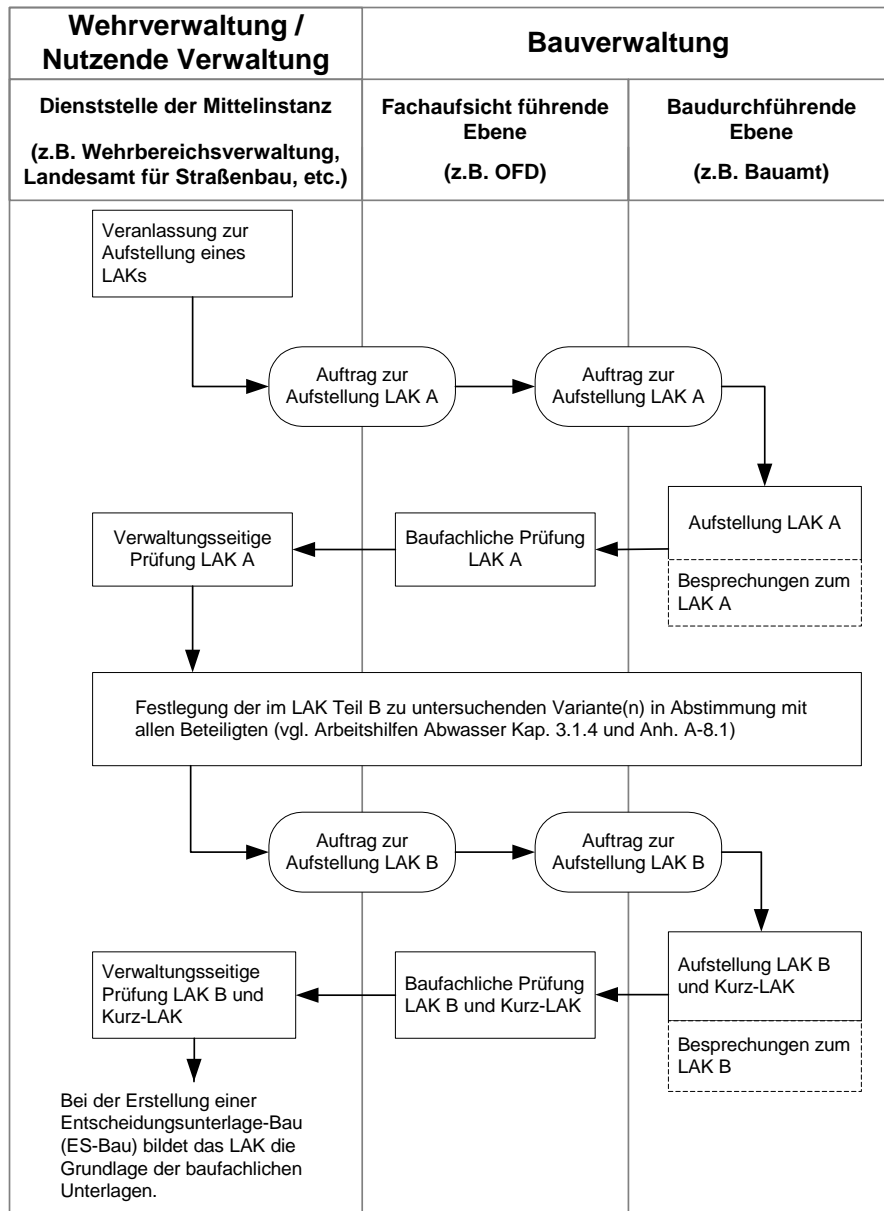 Wehrverwaltung /
Nutzende Verwaltung
Bauverwaltung
Dienststelle der Mittelinstanz
(z.B. Wehrbereichsverwaltung,
Landesamt für Straßenbau, etc.)
Fachaufsicht führende
Ebene
(z.B. OFD)
Baudurchführende
Ebene
(z.B. Bauamt)
Veranlassung zur
Aufstellung eines
LAKs
Auftrag zur
Aufstellung LAK A
Auftrag zur
Aufstellung LAK A
Aufstellung LAK A
Besprechungen zum
LAK A
Baufachliche Prüfung
LAK A
Verwaltungsseitige
Prüfung LAK A
Festlegung der im LAK Teil B zu untersuchenden Variante(n) in Abstimmung mit
allen Beteiligten (vgl. Arbeitshilfen Abwasser Kap. 3.1.4 und Anh. A-8.1)
Auftrag zur
Aufstellung LAK B
Auftrag zur
Aufstellung LAK B
Aufstellung LAK B
und Kurz-LAK
Besprechungen zum
LAK B
Baufachliche Prüfung
LAK B und Kurz-LAK
Verwaltungsseitige
Prüfung LAK B und
Kurz-LAK
Bei der Erstellung einer
Entscheidungsunterlage-Bau
(ES-Bau) bildet das LAK die
Grundlage der baufachlichen
Unterlagen.